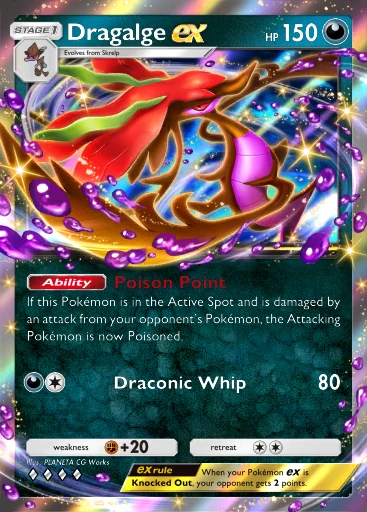 STAGE 1 Dragalge ex HP 150
Evolves from Skrelp
Ability Poison Point
If this Pokémon is in the Active Spot and is damaged by
an attack from your opponent's Pokémon, the Attacking
Pokémon is now Poisoned.
Draconic Whip 80
weakness +20 retreat
Illus. PLANETA CG Works
ex rule When your Pokémon ex is
Knocked Out, your opponent gets 2 points.